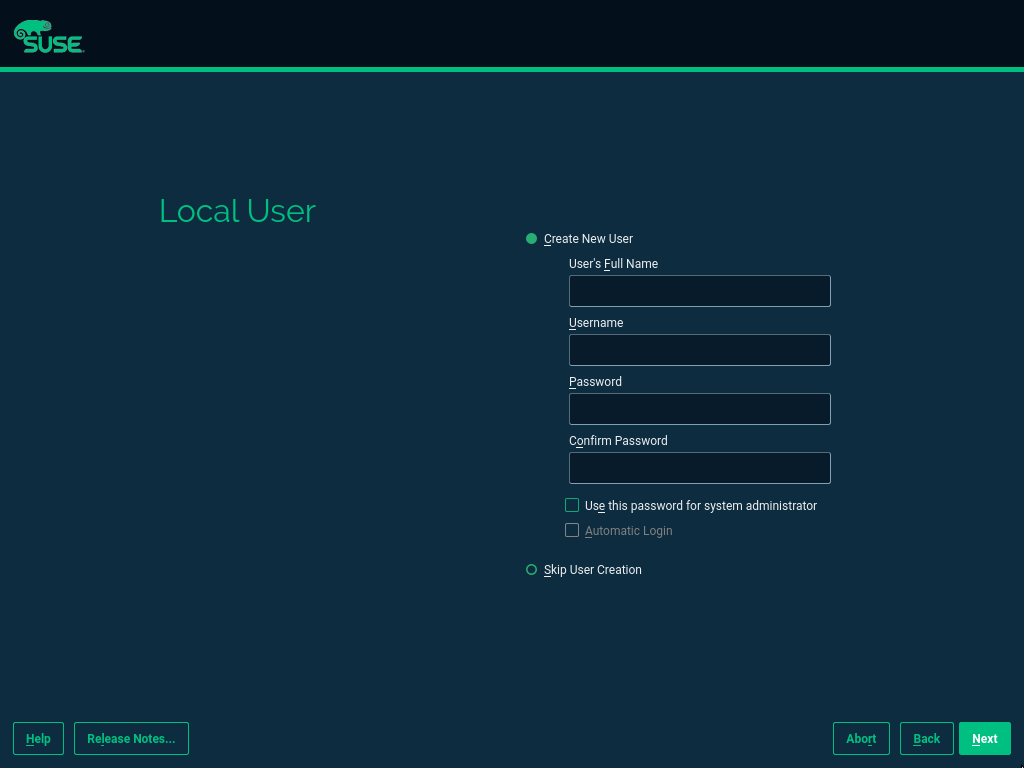 SUSE
Local User
Create New User
User's Full Name
Username
Password
Confirm Password
Use this password for system administrator
Automatic Login
Skip User Creation
Help Release Notes... Abort Back Next